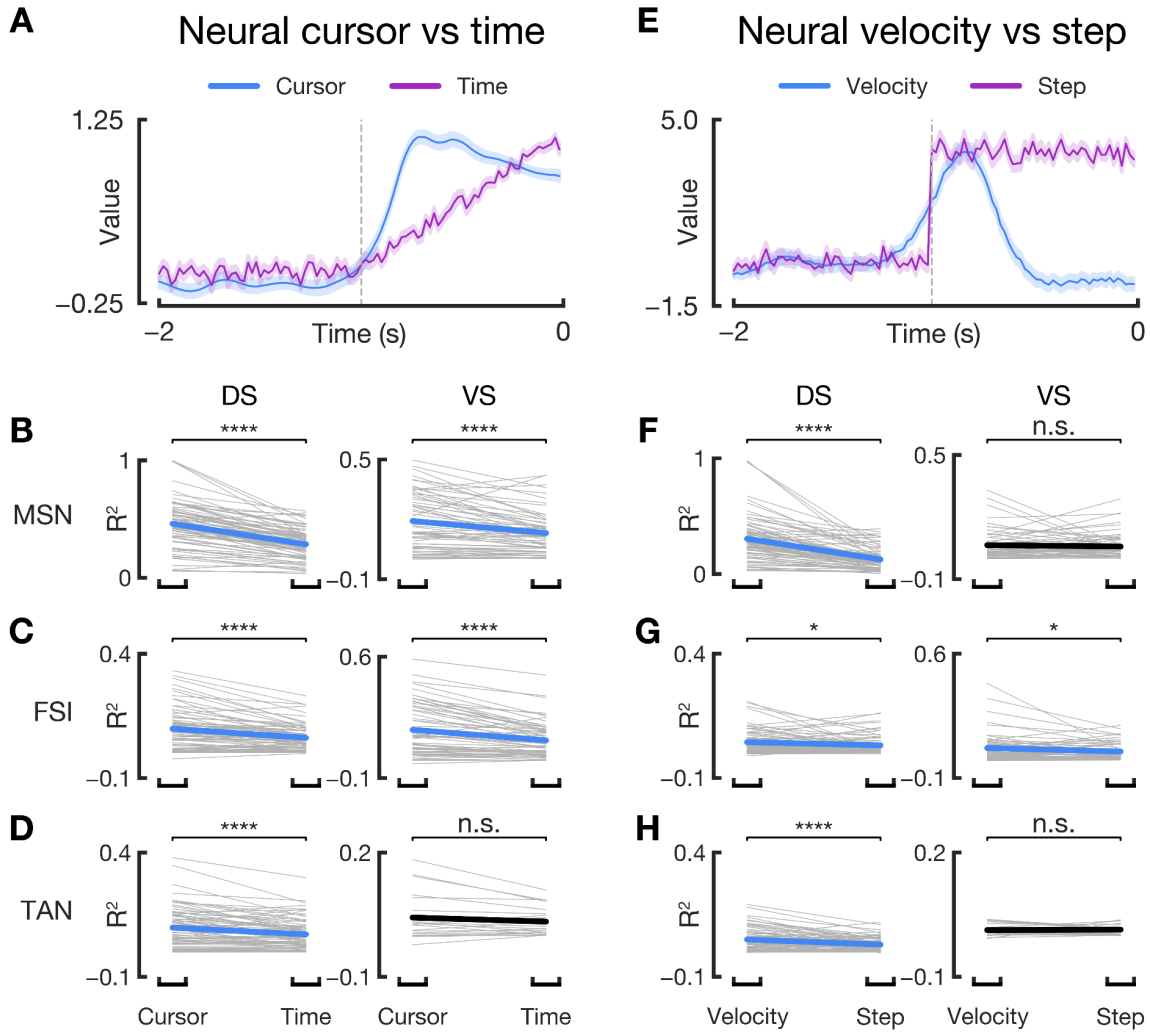 A
Neural cursor vs time
Cursor
Time
1.25
Value
−0.25
−2
Time (s)
0
E
Neural velocity vs step
Velocity
Step
5.0
Value
−1.5
−2
Time (s)
0
DS
VS
DS
VS
B
****
****
F
****
n.s.
MSN
R²
1
0
0.5
−0.1
R²
1
0
0.5
−0.1
C
****
****
G
*
*
FSI
R²
0.4
−0.1
0.6
−0.1
R²
0.4
−0.1
0.6
−0.1
D
****
n.s.
H
****
n.s.
TAN
R²
0.4
−0.1
0.2
−0.1
R²
0.4
−0.1
0.2
−0.1
Cursor
Time
Cursor
Time
Velocity
Step
Velocity
Step